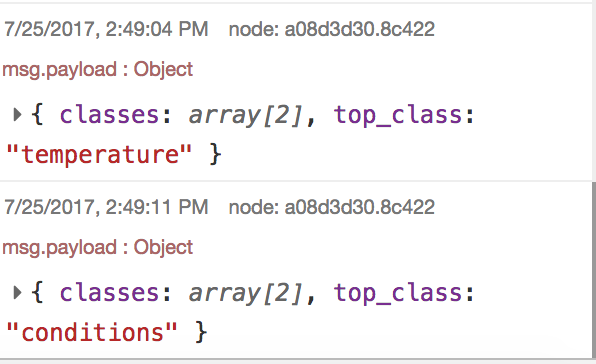 7/25/2017, 2:49:04 PM node: a08d3d30.8c422
msg.payload : Object
{ classes: array[2], top_class:
"temperature" }
7/25/2017, 2:49:11 PM node: a08d3d30.8c422
msg.payload : Object
{ classes: array[2], top_class:
"conditions" }